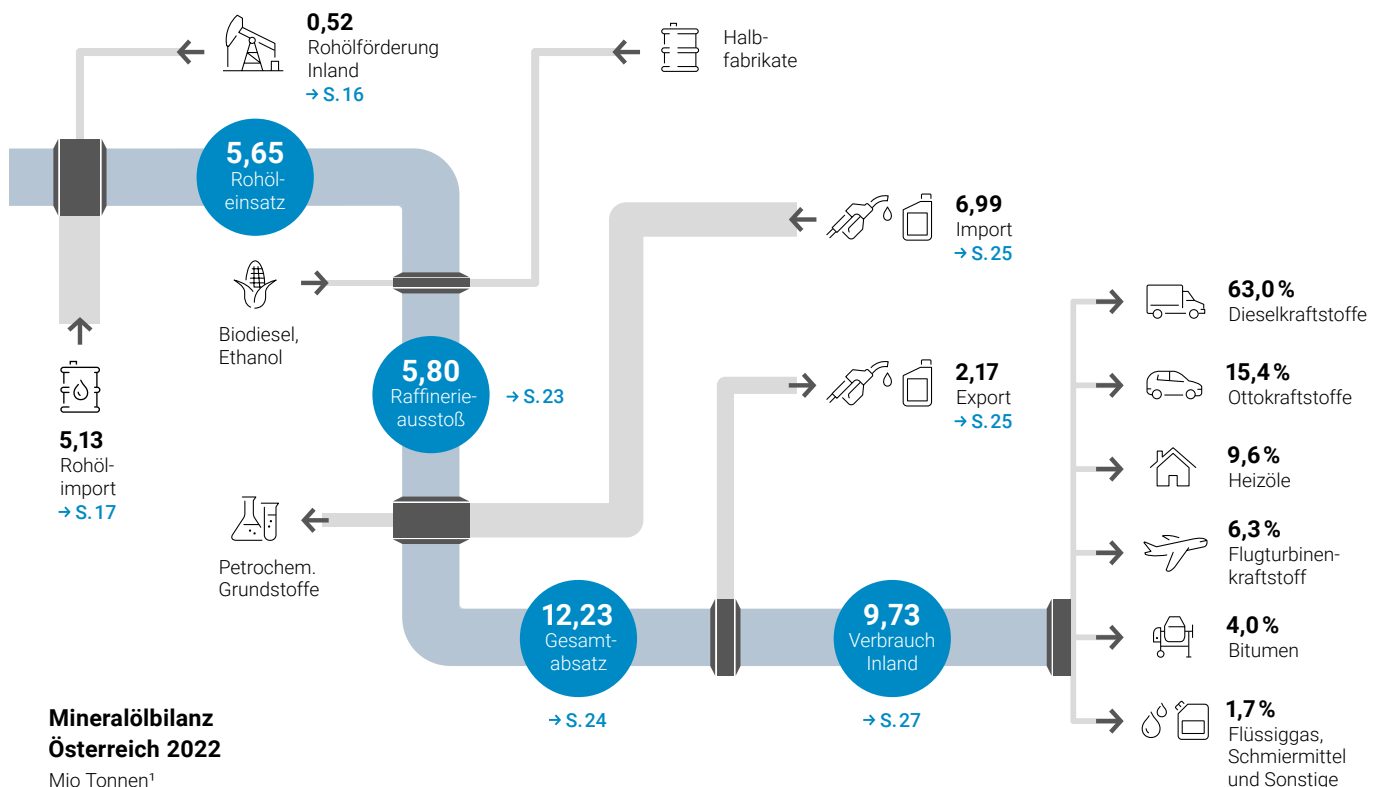 0,52
Rohölförderung
Inland
→ S. 16
Halb-
fabrikate
5,65
Rohöl-
einsatz
6,99
Import
→ S. 25
Biodiesel,
Ethanol
63,0 %
Dieselkraftstoffe
5,80
Raffinerie-
ausstoß
→ S. 23
2,17
Export
→ S. 25
15,4 %
Ottokraftstoffe
5,13
Rohöl-
import
→ S. 17
9,6 %
Heizöle
Petrochem.
Grundstoffe
6,3 %
Flugturbinen-
kraftstoff
12,23
Gesamt-
absatz
→ S. 24
9,73
Verbrauch
Inland
→ S. 27
4,0 %
Bitumen
1,7 %
Flüssiggas,
Schmiermittel
und Sonstige
Mineralölbilanz
Österreich 2022
Mio Tonnen¹